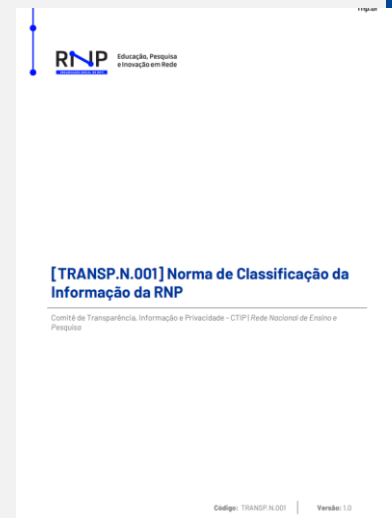 RNP
Educação, Pesquisa
e Inovação em Rede
[TRANSP.N.001] Norma de Classificação da
Informação da RNP
Comitê de Transparência, Informação e Privacidade - CTIP | Rede Nacional de Ensino e
Pesquisa
Código: TRANSP.N.001 | Versão: 1.0